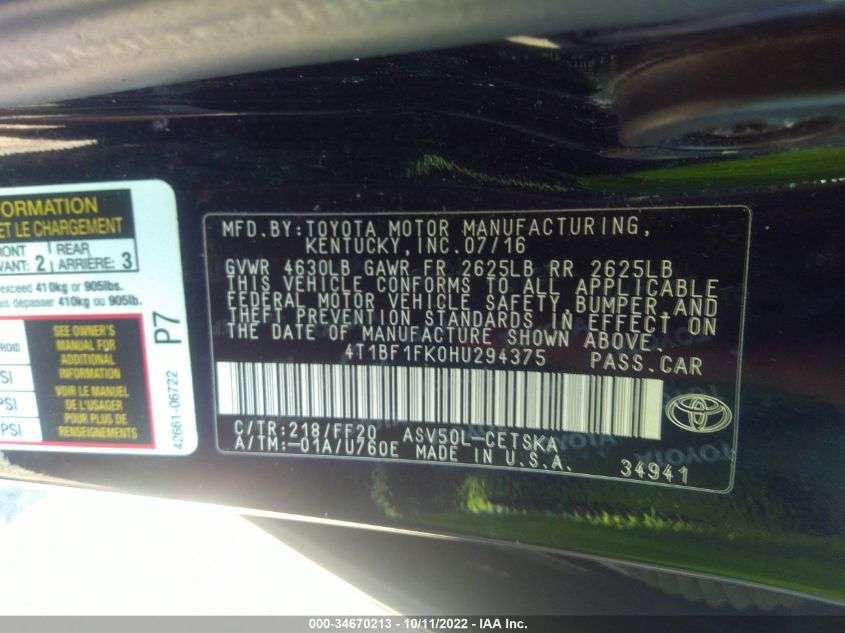 ORMATION
ET LE CHARGEMENT
RONT
VANT: 2
REAR
ARRIÈRE: 3
exceed 410kg or 905lbs.
ais dépasser 410kg ou 905lb.
SEE OWNER'S
MANUAL FOR
ADDITIONAL
INFORMATION
VOIR LE MANUEL
DE L'USAGER
POUR PLUS DE
RENSEIGNEMENTS
ROID
SI
PSI
PSI
P7
42661-06722
MFD.BY:TOYOTA MOTOR MANUFACTURING,
KENTUCKY, INC.07/16
GVWR 4630LB GAWR FR 2625LB RR 2625LB
THIS VEHICLE CONFORMS TO ALL APPLICABLE
FEDERAL MOTOR VEHICLE SAFETY, BUMPER, AND
THEFT PREVENTION STANDARDS IN EFFECT ON
THE DATE OF MANUFACTURE SHOWN ABOVE.
4T1BF1FK0HU294375 PASS.CAR
C/TR:218/FF20 ASV50L-CETSKA
A/TM:-01A/U760E MADE IN U.S.A. 34941
000-34670213 - 10/11/2022 - IAA Inc.